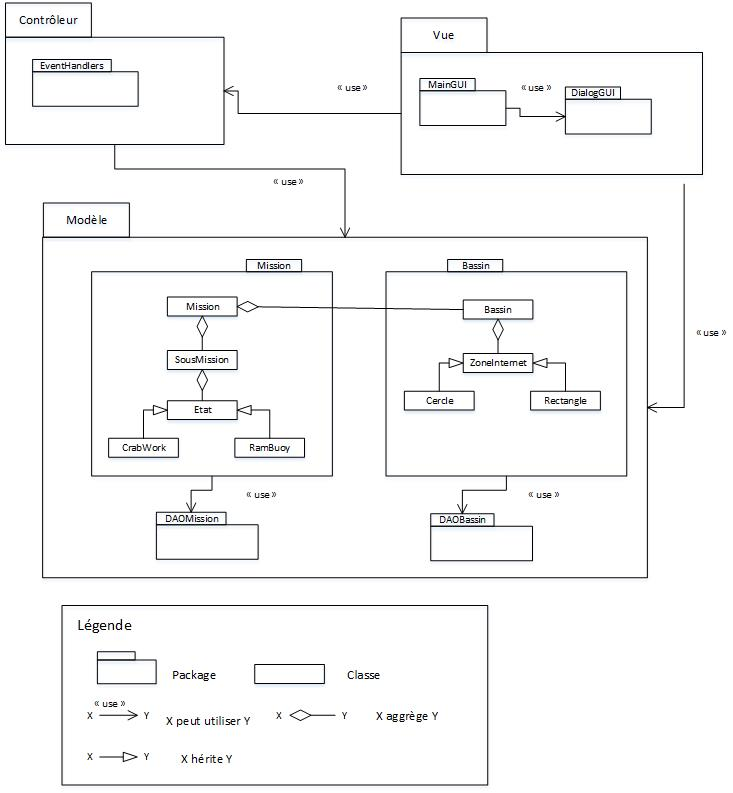 Contrôleur
Vue
EventHandlers
« use »
MainGUI
« use »
DialogGUI
« use »
Modèle
Mission
Bassin
Mission
Bassin
« use »
SousMission
ZoneInternet
Etat
Cercle
Rectangle
CrabWork
RamBuoy
« use »
« use »
DAOMission
DAOBassin
Légende
Package
Classe
« use »
X
Y
X peut utiliser Y
X
Y
X aggrège Y
X
Y
X hérite Y